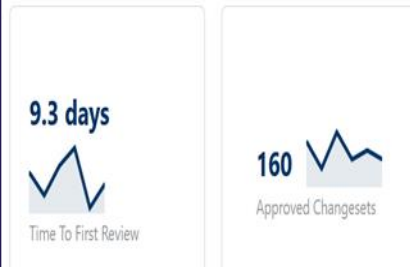 9.3 days
Time To First Review
160
Approved Changesets